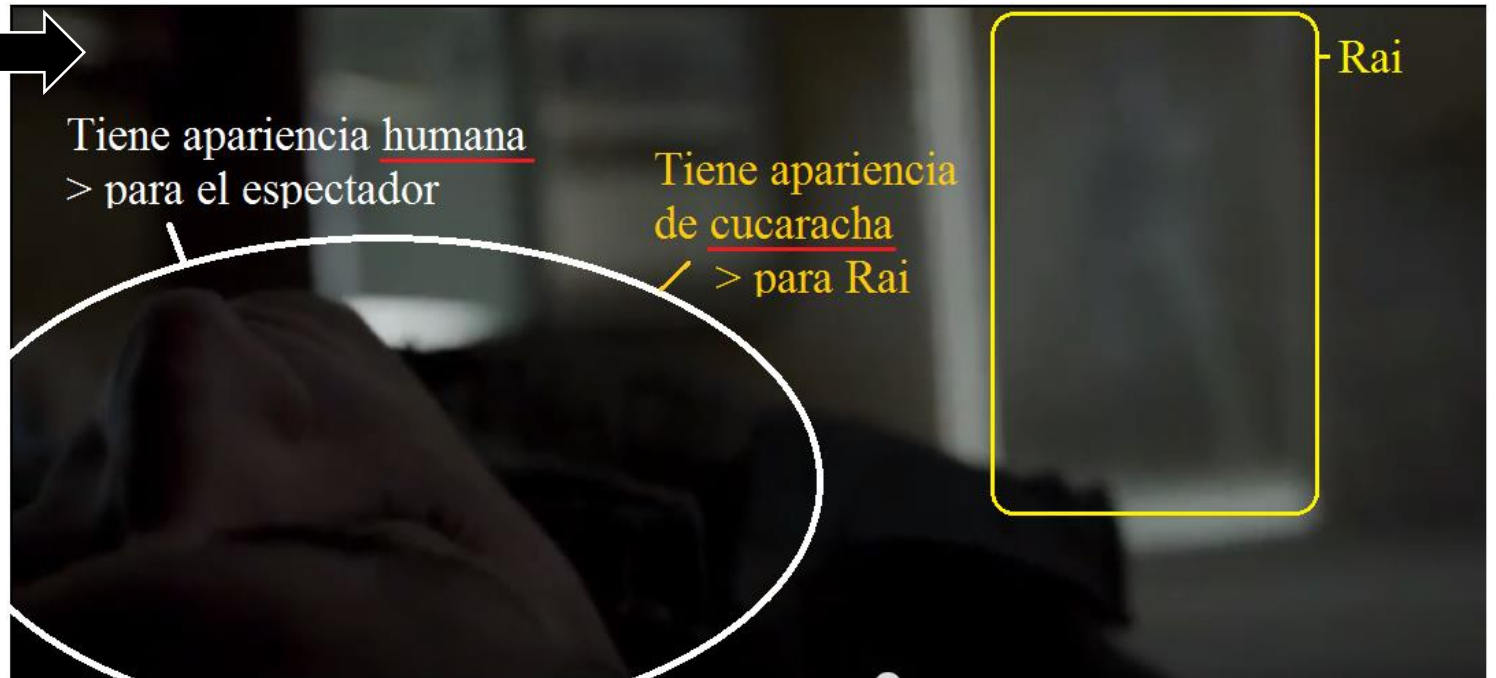 Tiene apariencia humana
> para el espectador
Tiene apariencia
de cucaracha
> para Rai
Rai